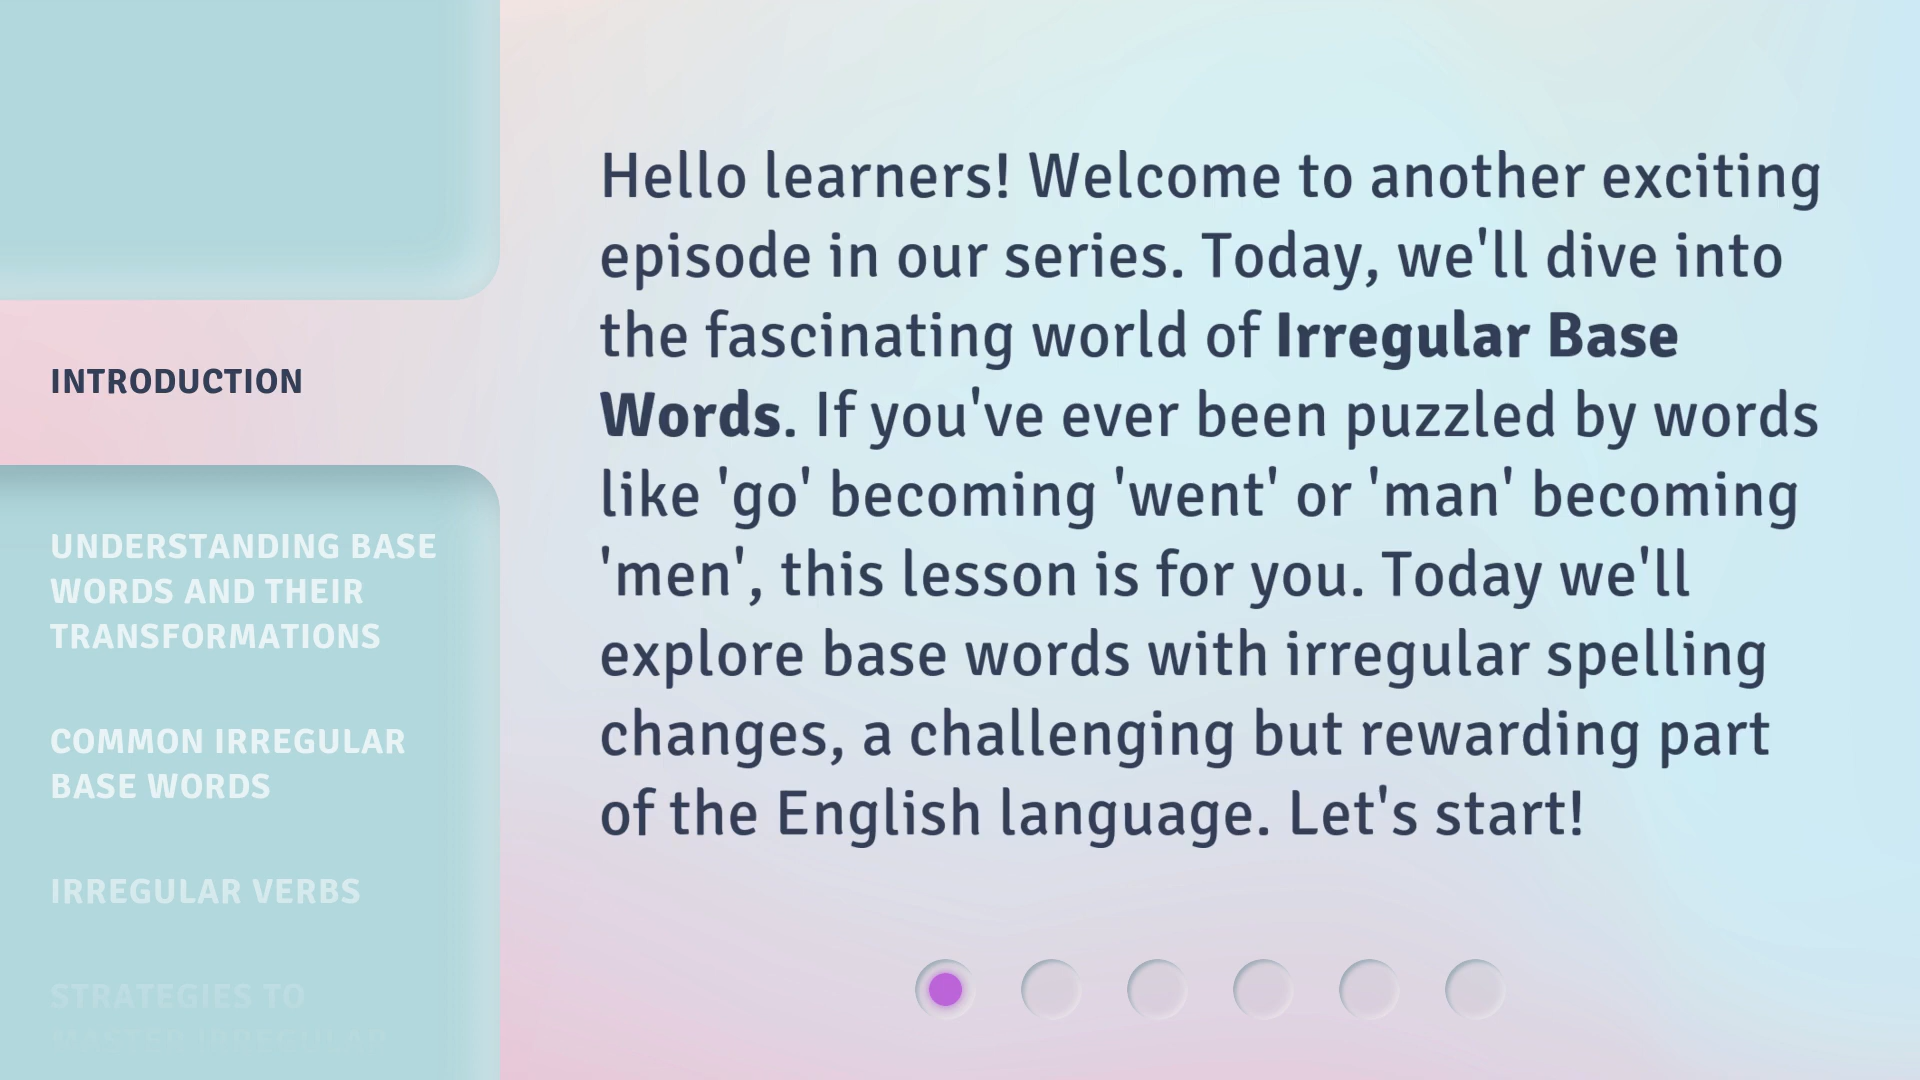 INTRODUCTION
UNDERSTANDING BASE
WORDS AND THEIR
TRANSFORMATIONS
COMMON IRREGULAR
BASE WORDS
IRREGULAR VERBS
STRATEGIES TO
MASTER IRREGULAR
Hello learners! Welcome to another exciting
episode in our series. Today, we'll dive into
the fascinating world of Irregular Base
Words. If you've ever been puzzled by words
like 'go' becoming 'went' or 'man' becoming
'men', this lesson is for you. Today we'll
explore base words with irregular spelling
changes, a challenging but rewarding part
of the English language. Let's start!